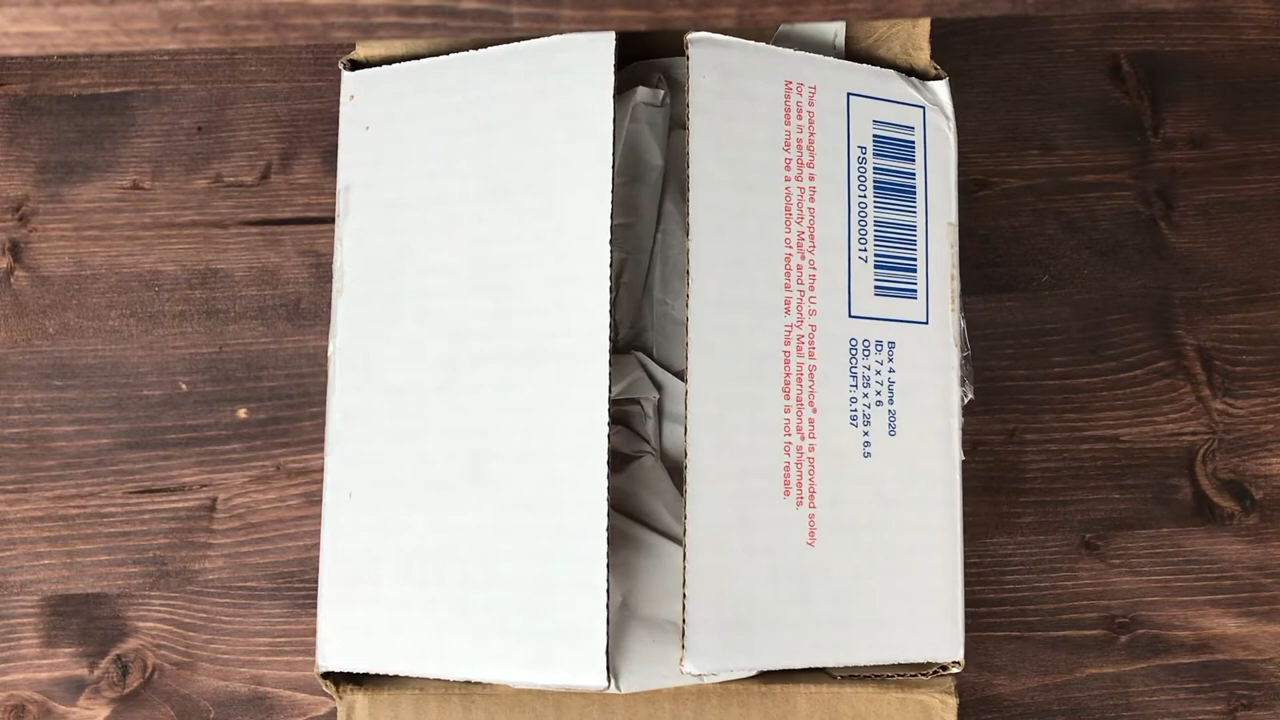 PS00010000017
Box 4 June 2020
ID: 7 x 7 x 6
OD: 7.25 x 7.25 x 6.5
ODCUFT: 0.197
This packaging is the property of the U.S. Postal Service® and is provided solely
for use in sending Priority Mail® and Priority Mail International® shipments.
Misuses may be a violation of federal law. This package is not for resale.